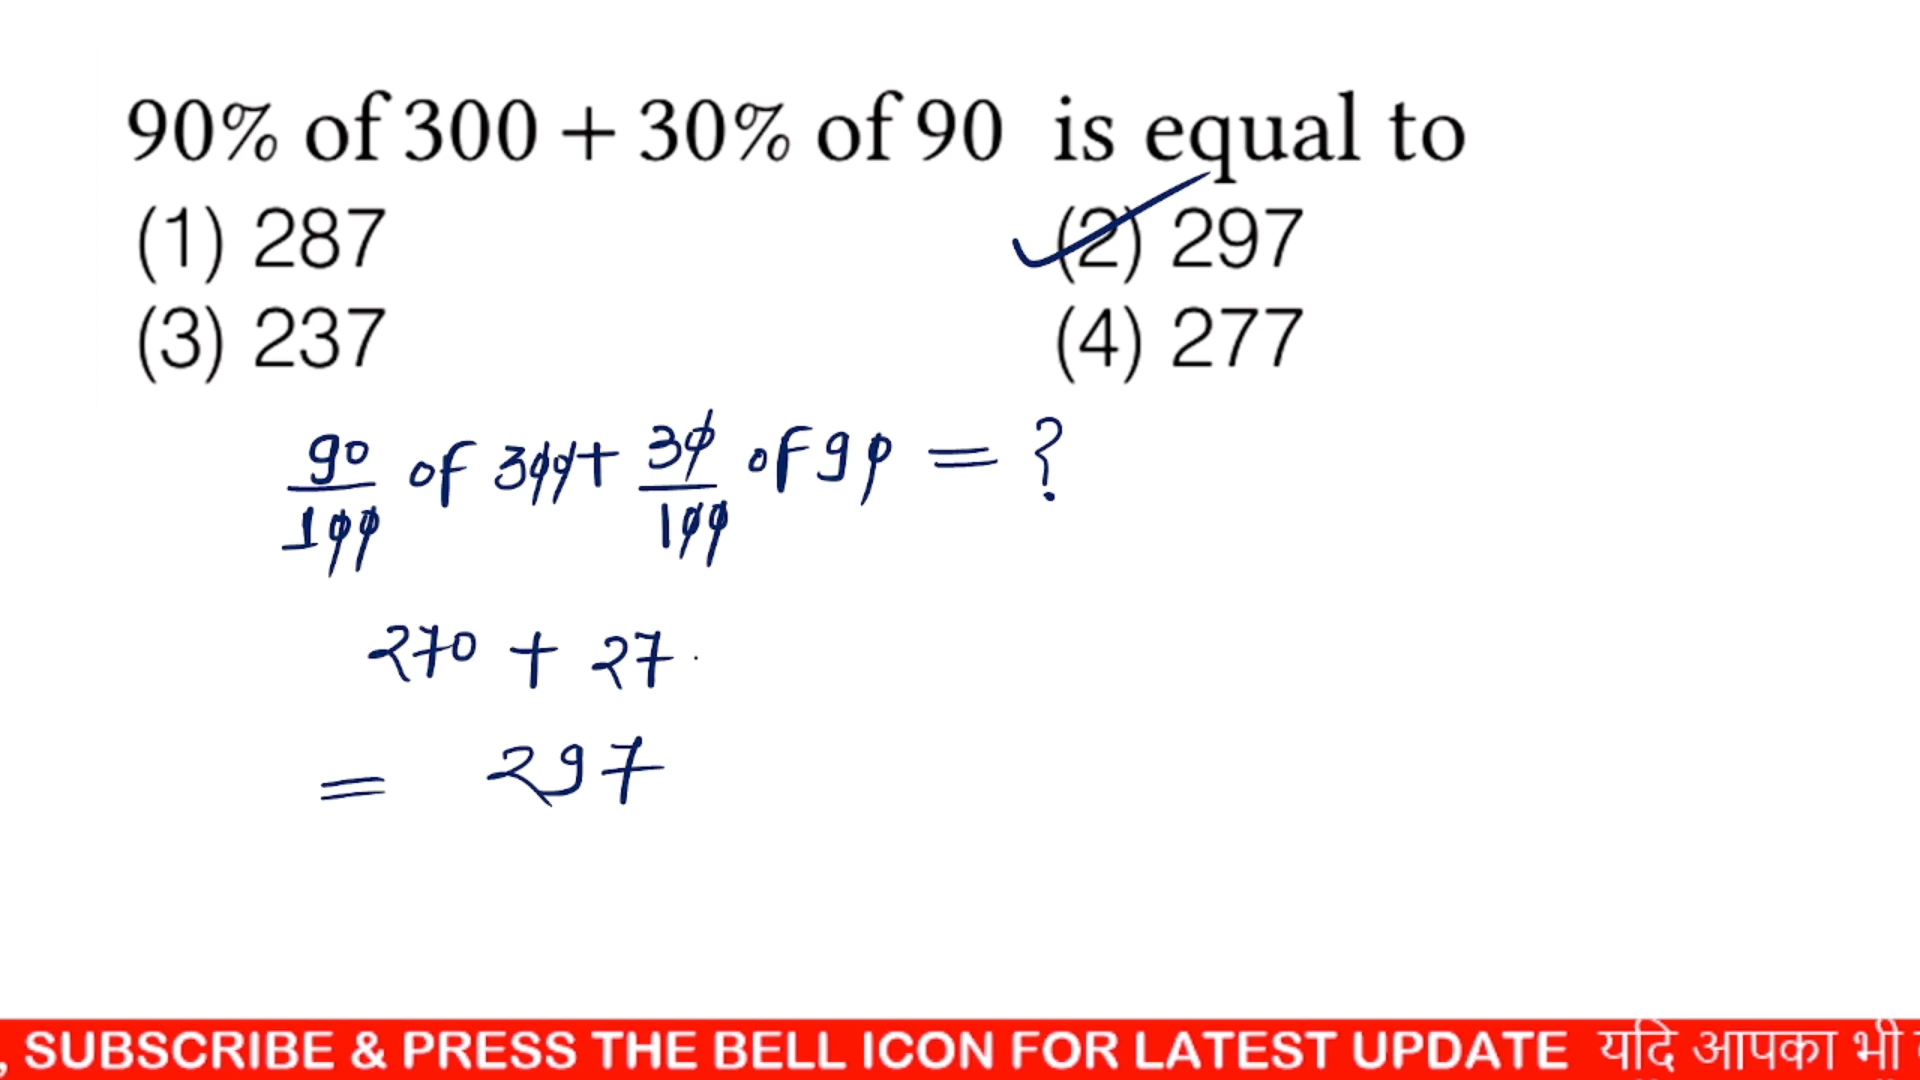 90% of 300 + 30% of 90 is equal to
(1) 287 (2) 297
(3) 237 (4) 277
90/100 of 300 + 30/100 of 90 = ?
270 + 27
= 297
, SUBSCRIBE & PRESS THE BELL ICON FOR LATEST UPDATE यदि आपका भी